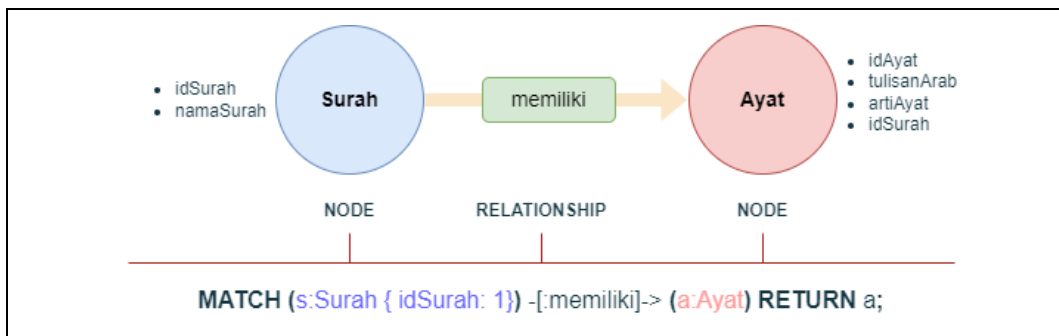 • idSurah
• namaSurah
Surah
memiliki
Ayat
• idAyat
• tulisanArab
• artiAyat
• idSurah
NODE
RELATIONSHIP
NODE
MATCH (s:Surah { idSurah: 1}) -[:memiliki]-> (a:Ayat) RETURN a;